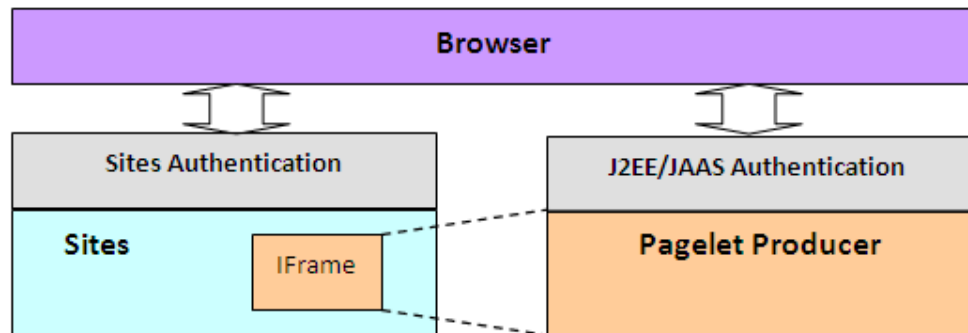 Browser
Sites Authentication
J2EE/JAAS Authentication
Sites
IFrame
Pagelet Producer